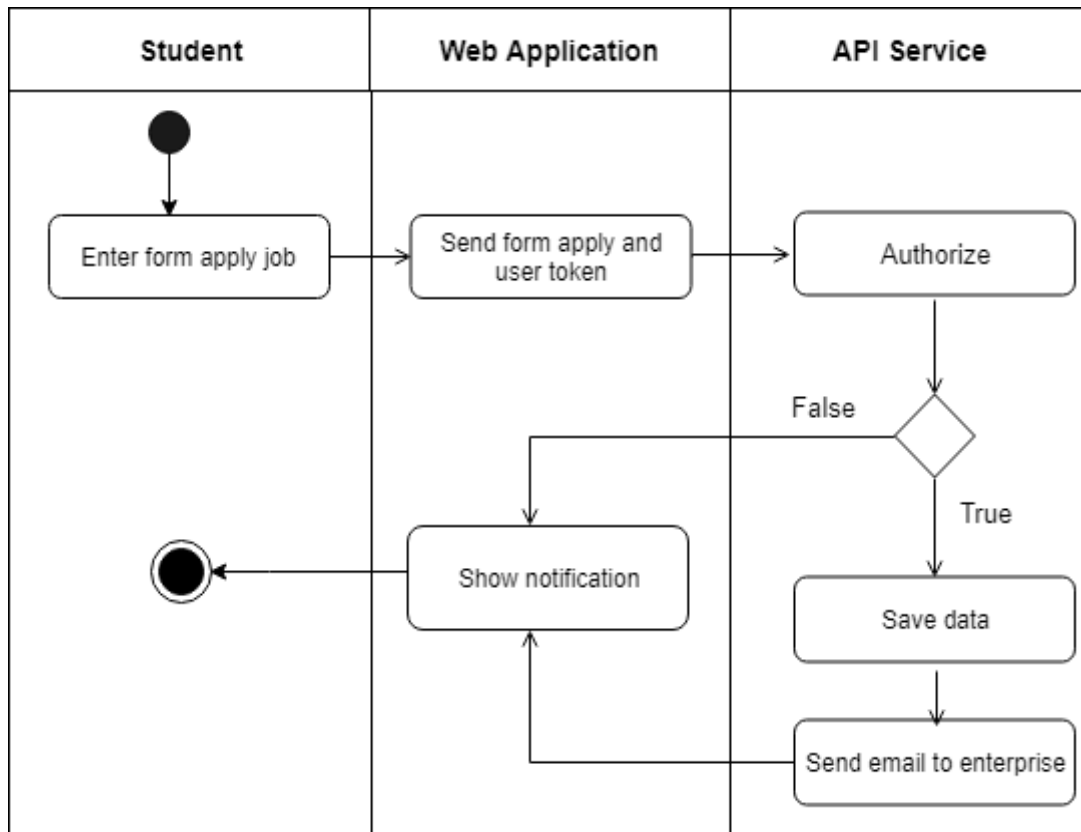 Student
Web Application
API Service
Enter form apply job
Send form apply and
user token
Authorize
False
True
Show notification
Save data
Send email to enterprise